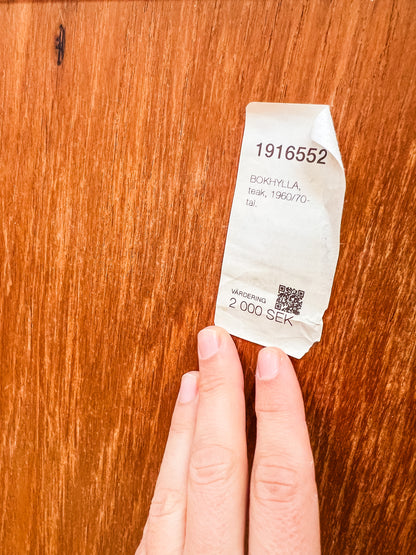 1916552
BOKHYLLA,
teak, 1960/70-
tal.
VÄRDERING
2 000 SEK